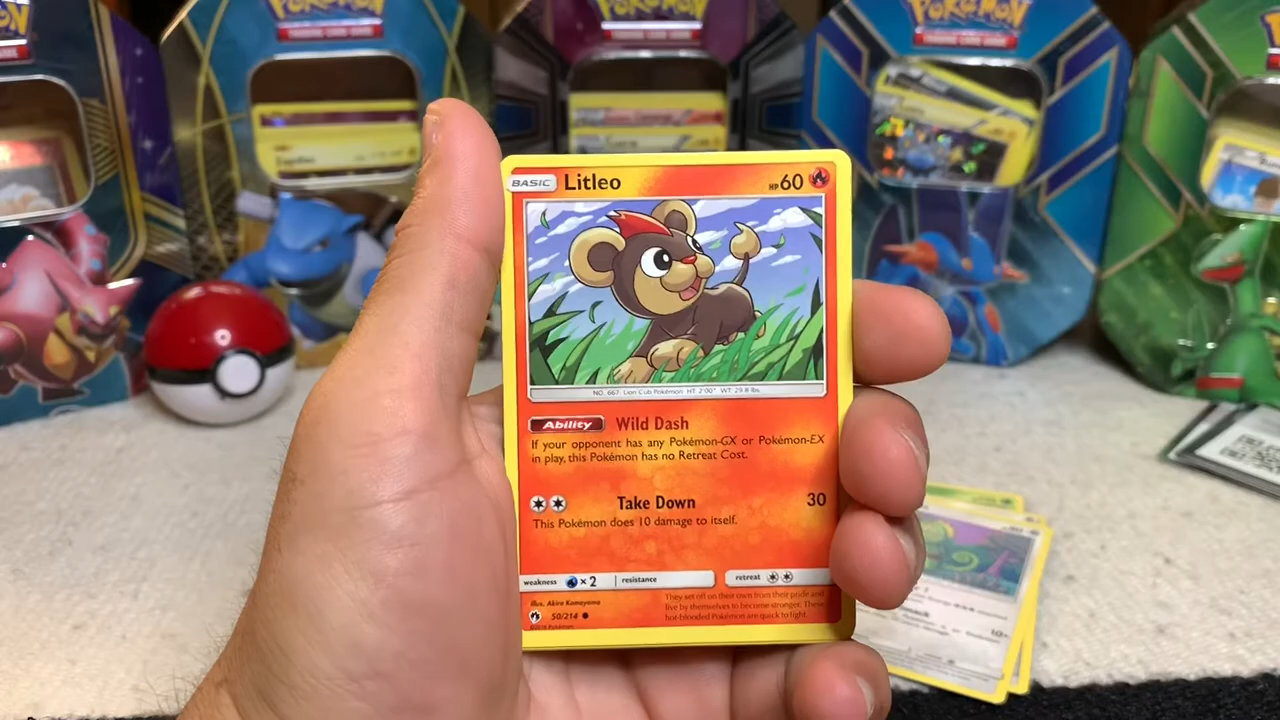 POKÉMON
POKÉMON
POKÉMON
Zapdos
BASIC Litleo HP 60
NO. 667 Lion Cub Pokémon HT 2'00" WT 29.8 lbs.
Ability Wild Dash
If your opponent has any Pokémon-GX or Pokémon-EX
in play, this Pokémon has no Retreat Cost.
Take Down 30
This Pokémon does 10 damage to itself.
weakness ×2 resistance retreat
illus. Akira Komayama
50/214
They set off on their own from their pride and
live by themselves to become stronger. These
hot-blooded Pokémon are quick to fight.
10+